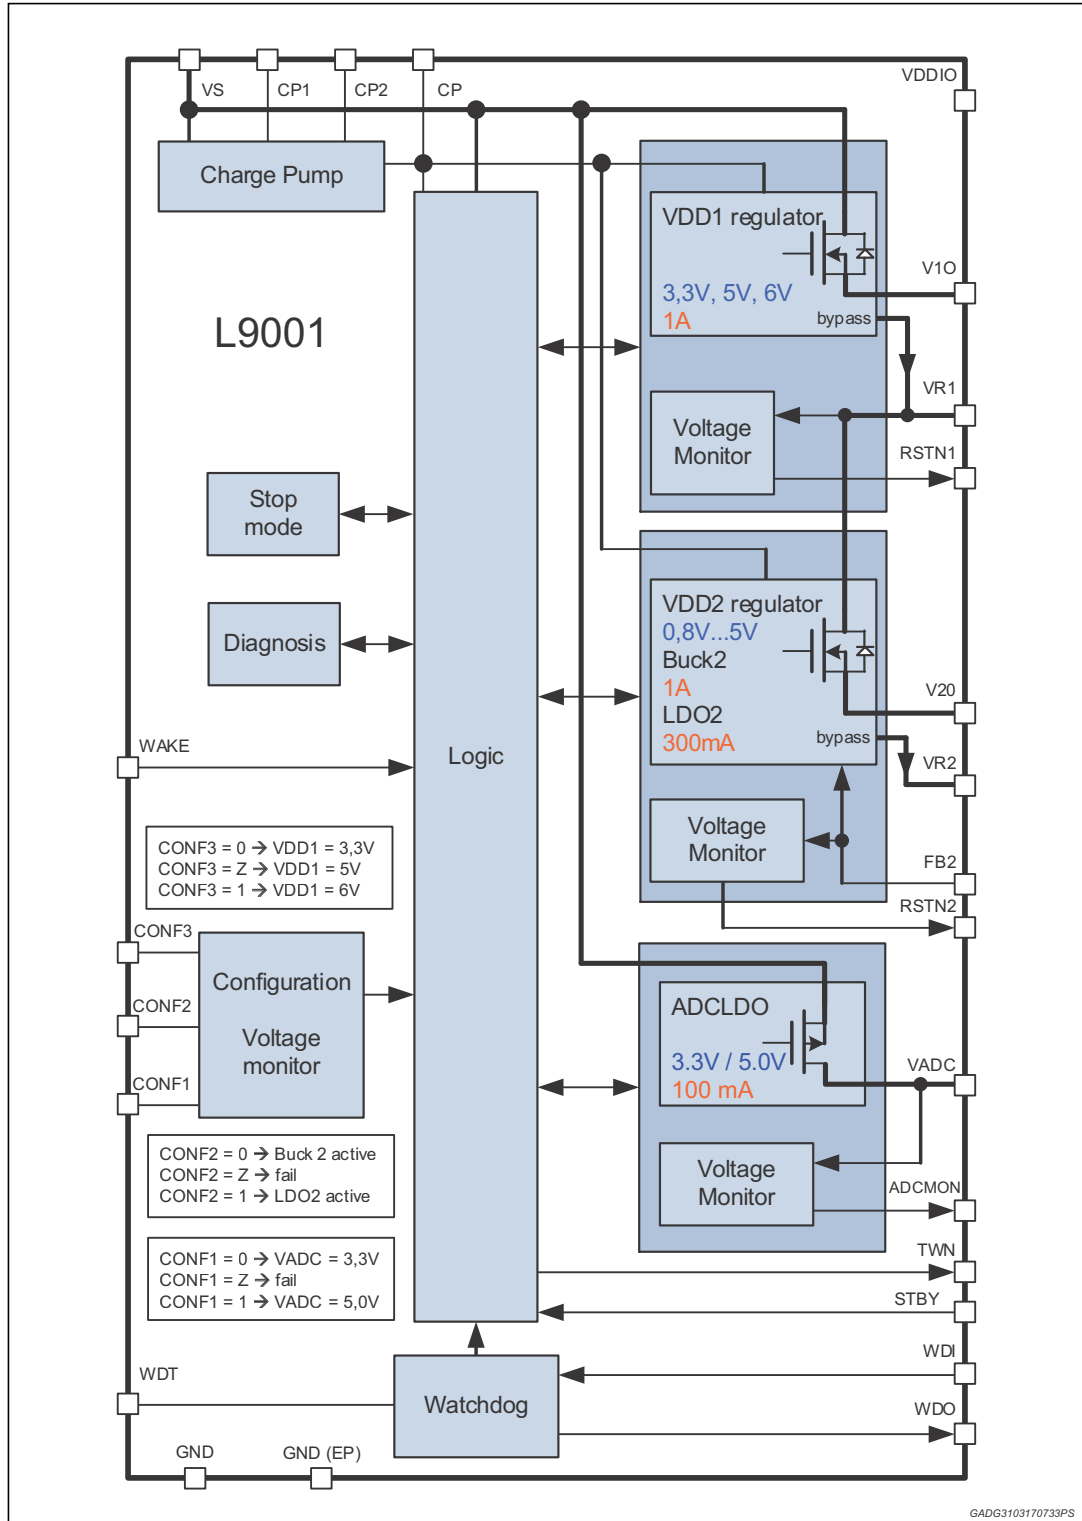 VS
CP1
CP2
CP
VDDIO
Charge Pump
VDD1 regulator
3,3V, 5V, 6V
1A
bypass
V1O
L9001
VR1
Voltage
Monitor
RSTN1
Stop
mode
VDD2 regulator
0,8V...5V
Buck2
1A
LDO2
300mA
bypass
Diagnosis
V20
WAKE
Logic
VR2
Voltage
Monitor
FB2
RSTN2
CONF3 = 0 → VDD1 = 3,3V
CONF3 = Z → VDD1 = 5V
CONF3 = 1 → VDD1 = 6V
CONF3
CONF2
CONF1
Configuration
Voltage
monitor
ADCLDO
3.3V / 5.0V
100 mA
VADC
CONF2 = 0 → Buck 2 active
CONF2 = Z → fail
CONF2 = 1 → LDO2 active
Voltage
Monitor
ADCMON
CONF1 = 0 → VADC = 3,3V
CONF1 = Z → fail
CONF1 = 1 → VADC = 5,0V
TWN
STBY
WDT
Watchdog
WDI
WDO
GND
GND (EP)
GADG3103170733PS